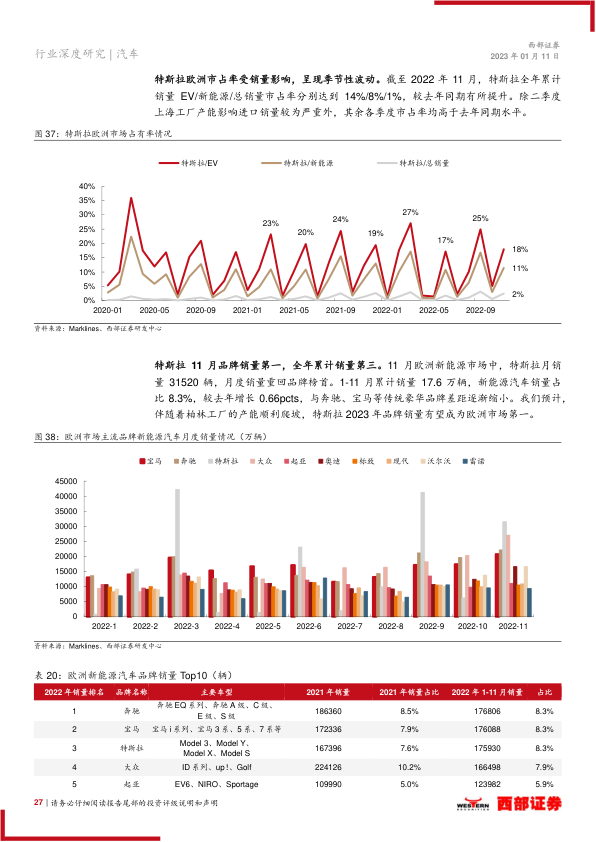 行业深度研究 | 汽车
西部证券
2023 年 01 月 11 日
特斯拉欧洲市占率受销量影响，呈现季节性波动。截至 2022 年 11 月，特斯拉全年累计
销量 EV/新能源/总销量市占率分别达到 14%/8%/1%，较去年同期有所提升。除二季度
上海工厂产能影响进口销量较为严重外，其余各季度市占率均高于去年同期水平。
图 37：特斯拉欧洲市场占有率情况
特斯拉/EV 特斯拉/新能源 特斯拉/总销量
40%
35%
30%
25%
20%
15%
10%
5%
0%
23% 20% 24% 19% 27% 17% 25% 18%
11%
2%
2020-01 2020-05 2020-09 2021-01 2021-05 2021-09 2022-01 2022-05 2022-09
资料来源：Marklines、西部证券研发中心
特斯拉 11 月品牌销量第一，全年累计销量第三。11 月欧洲新能源市场中，特斯拉月销
量 31520 辆，月度销量重回品牌榜首。1-11 月累计销量 17.6 万辆，新能源汽车销量占
比 8.3%，较去年增长 0.66pcts，与奔驰、宝马等传统豪华品牌差距逐渐缩小。我们预计，
伴随着柏林工厂的产能顺利爬坡，特斯拉 2023 年品牌销量有望成为欧洲市场第一。
图 38：欧洲市场主流品牌新能源汽车月度销量情况（万辆）
宝马 奔驰 特斯拉 大众 起亚 奥迪 标致 现代 沃尔沃 雷诺
45000
40000
35000
30000
25000
20000
15000
10000
5000
0
2022-1 2022-2 2022-3 2022-4 2022-5 2022-6 2022-7 2022-8 2022-9 2022-10 2022-11
资料来源：Marklines、西部证券研发中心
表 20：欧洲新能源汽车品牌销量 Top10（辆）
2022 年销量排名 品牌名称 主要车型 2021 年销量 2021 年销量占比 2022 年 1-11 月销量 占比
1 奔驰 奔驰 EQ 系列、奔驰 A 级、C 级、 186360 8.5% 176806 8.3%
E 级、S 级
2 宝马 宝马 i 系列、宝马 3 系、5 系、7 系等 172336 7.9% 176088 8.3%
3 特斯拉 Model 3、Model Y、 167396 7.6% 175930 8.3%
Model X、Model S
4 大众 ID 系列、up!、Golf 224126 10.2% 166498 7.9%
5 起亚 EV6、NIRO、Sportage 109990 5.0% 123982 5.9%
27 | 请务必仔细阅读报告尾部的投资评级说明和声明
WESTERN
西部证券